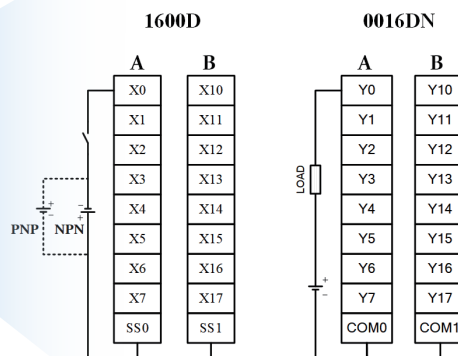 1600D 0016DN
A B A B
X0 X10 Y0 Y10
X1 X11 Y1 Y11
X2 X12 Y2 Y12
X3 X13 LOAD Y3 Y13
+ - X4 X14 Y4 Y14
- +
PNP NPN X5 X15 Y5 Y15
X6 X16 Y6 Y16
+
X7 X17 - Y7 Y17
SS0 SS1 COM0 COM1